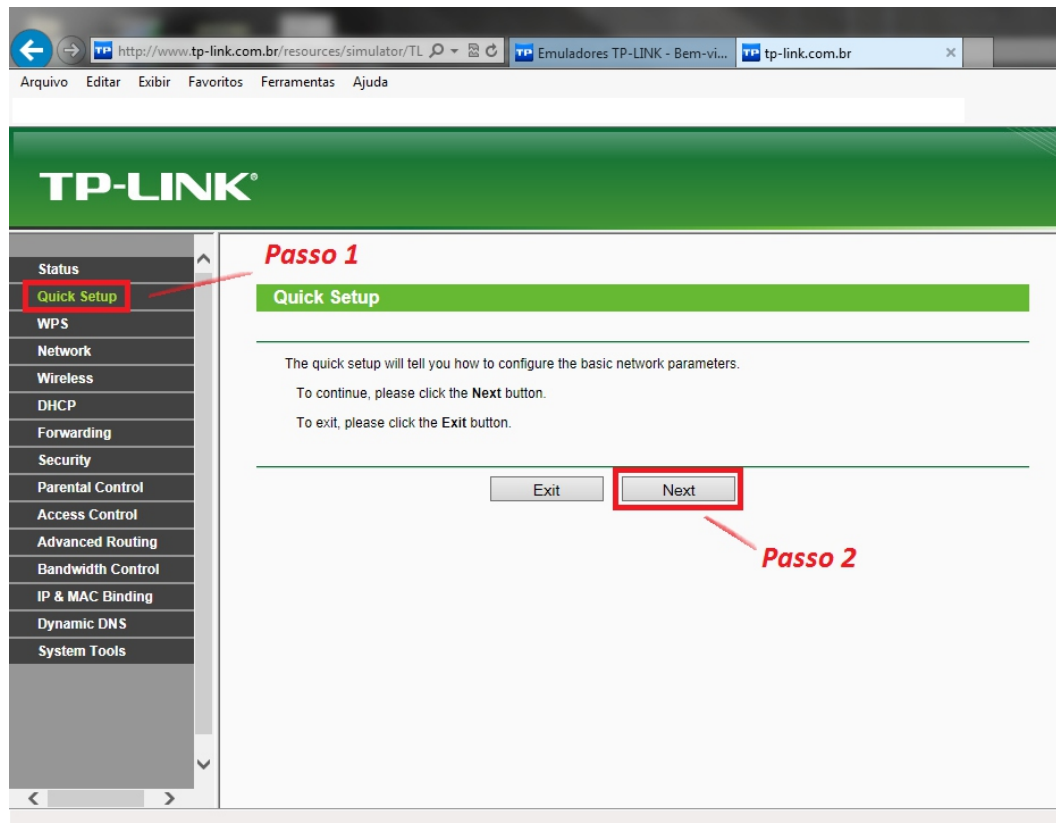 http://www.tp-link.com.br/resources/simulator/TL
TP Emuladores TP-LINK - Bem-vi...
TP tp-link.com.br
Arquivo Editar Exibir Favoritos Ferramentas Ajuda
TP-LINK®
Passo 1
Status
Quick Setup
WPS
Network
Wireless
DHCP
Forwarding
Security
Parental Control
Access Control
Advanced Routing
Bandwidth Control
IP & MAC Binding
Dynamic DNS
System Tools
Quick Setup
The quick setup will tell you how to configure the basic network parameters.
To continue, please click the Next button.
To exit, please click the Exit button.
Exit Next
Passo 2